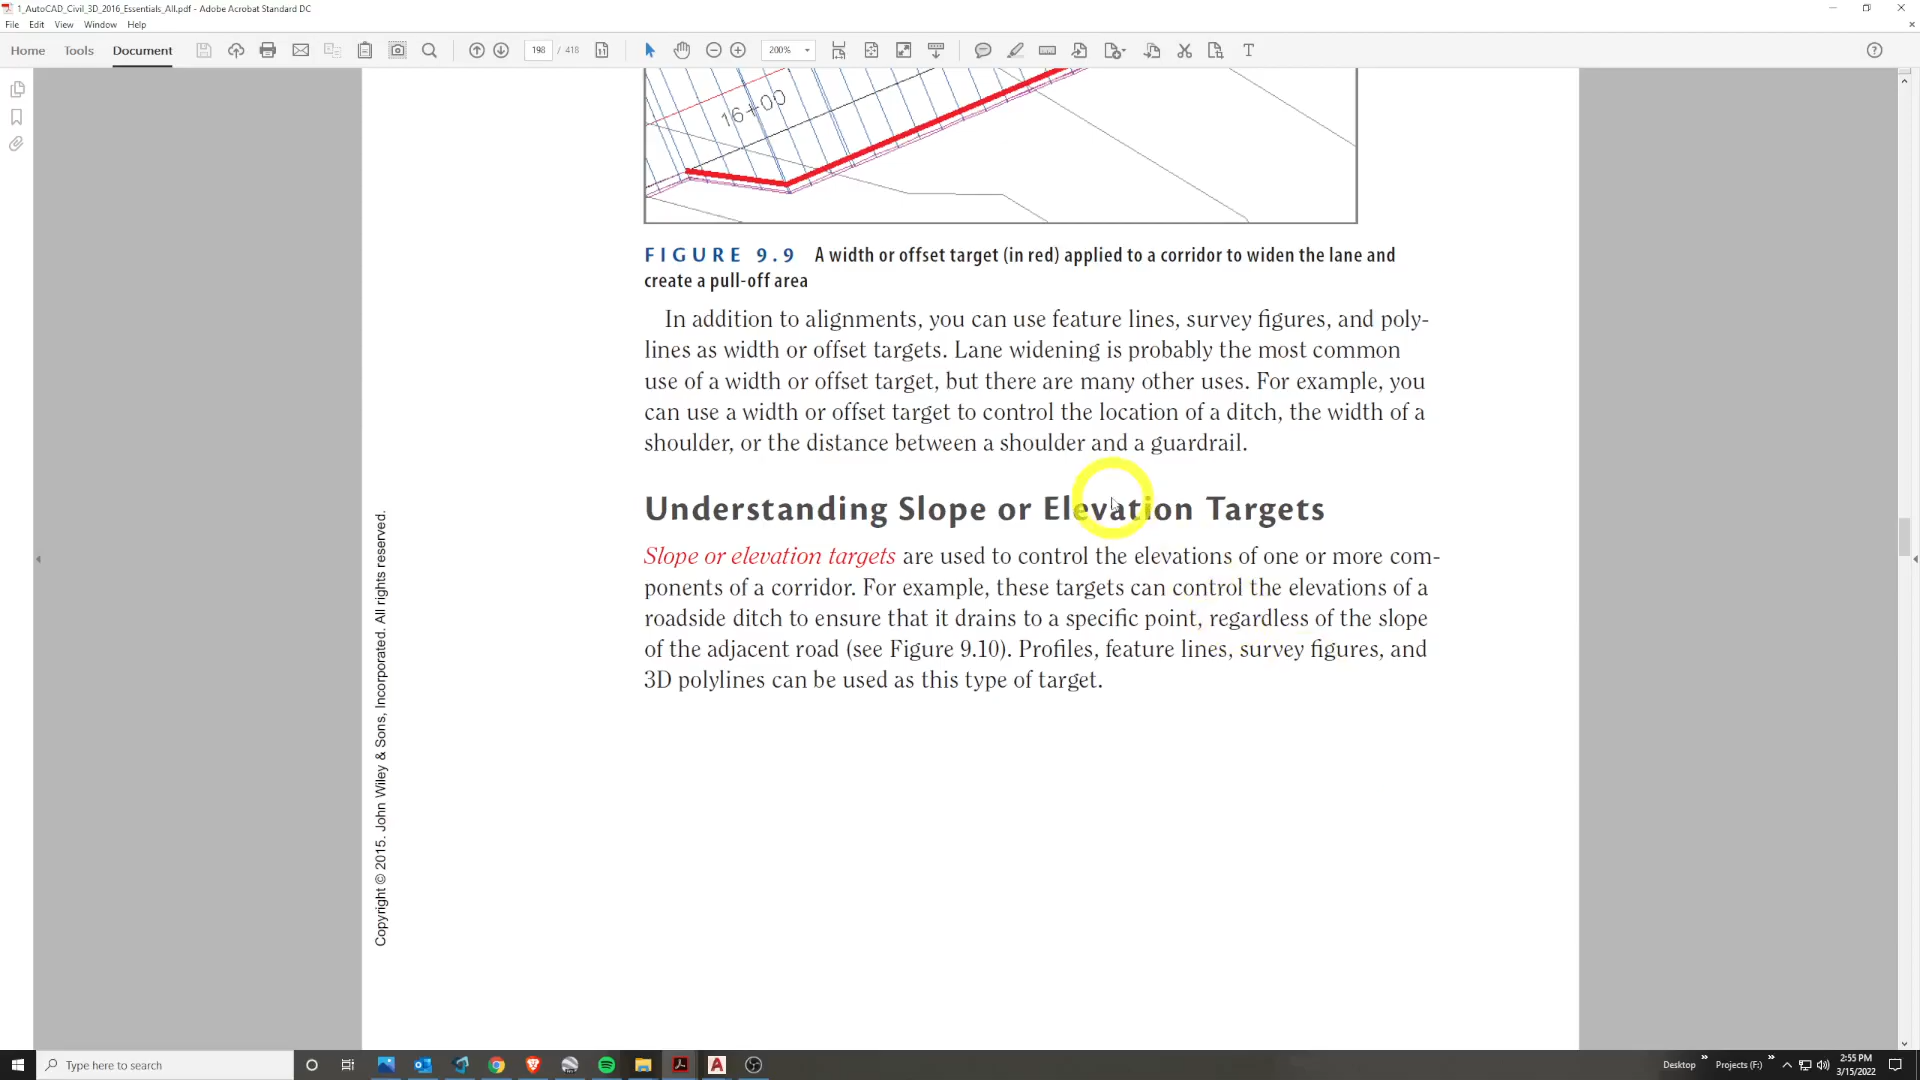 1_AutoCAD_Civil_3D_2016_Essentials_All.pdf - Adobe Acrobat Standard DC
File Edit View Window Help
Home Tools Document 198 / 418 200%
16+00
FIGURE 9.9 A width or offset target (in red) applied to a corridor to widen the lane and
create a pull-off area
In addition to alignments, you can use feature lines, survey figures, and poly-
lines as width or offset targets. Lane widening is probably the most common
use of a width or offset target, but there are many other uses. For example, you
can use a width or offset target to control the location of a ditch, the width of a
shoulder, or the distance between a shoulder and a guardrail.
Understanding Slope or Elevation Targets
Slope or elevation targets are used to control the elevations of one or more com-
ponents of a corridor. For example, these targets can control the elevations of a
roadside ditch to ensure that it drains to a specific point, regardless of the slope
of the adjacent road (see Figure 9.10). Profiles, feature lines, survey figures, and
3D polylines can be used as this type of target.
Copyright © 2015. John Wiley & Sons, Incorporated. All rights reserved.
Type here to search
Desktop Projects (F:) 2:55 PM
3/15/2022